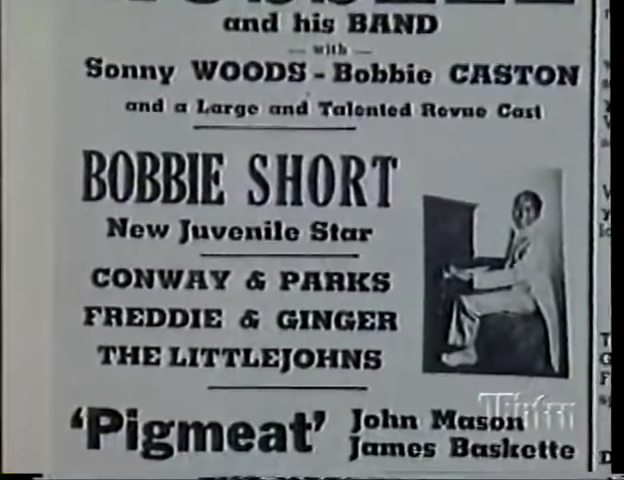 and his BAND
— with —
Sonny WOODS - Bobbie CASTON
and a Large and Talented Revue Cast
BOBBIE SHORT
New Juvenile Star
CONWAY & PARKS
FREDDIE & GINGER
THE LITTLEJOHNS
'Pigmeat' John Mason
James Baskette